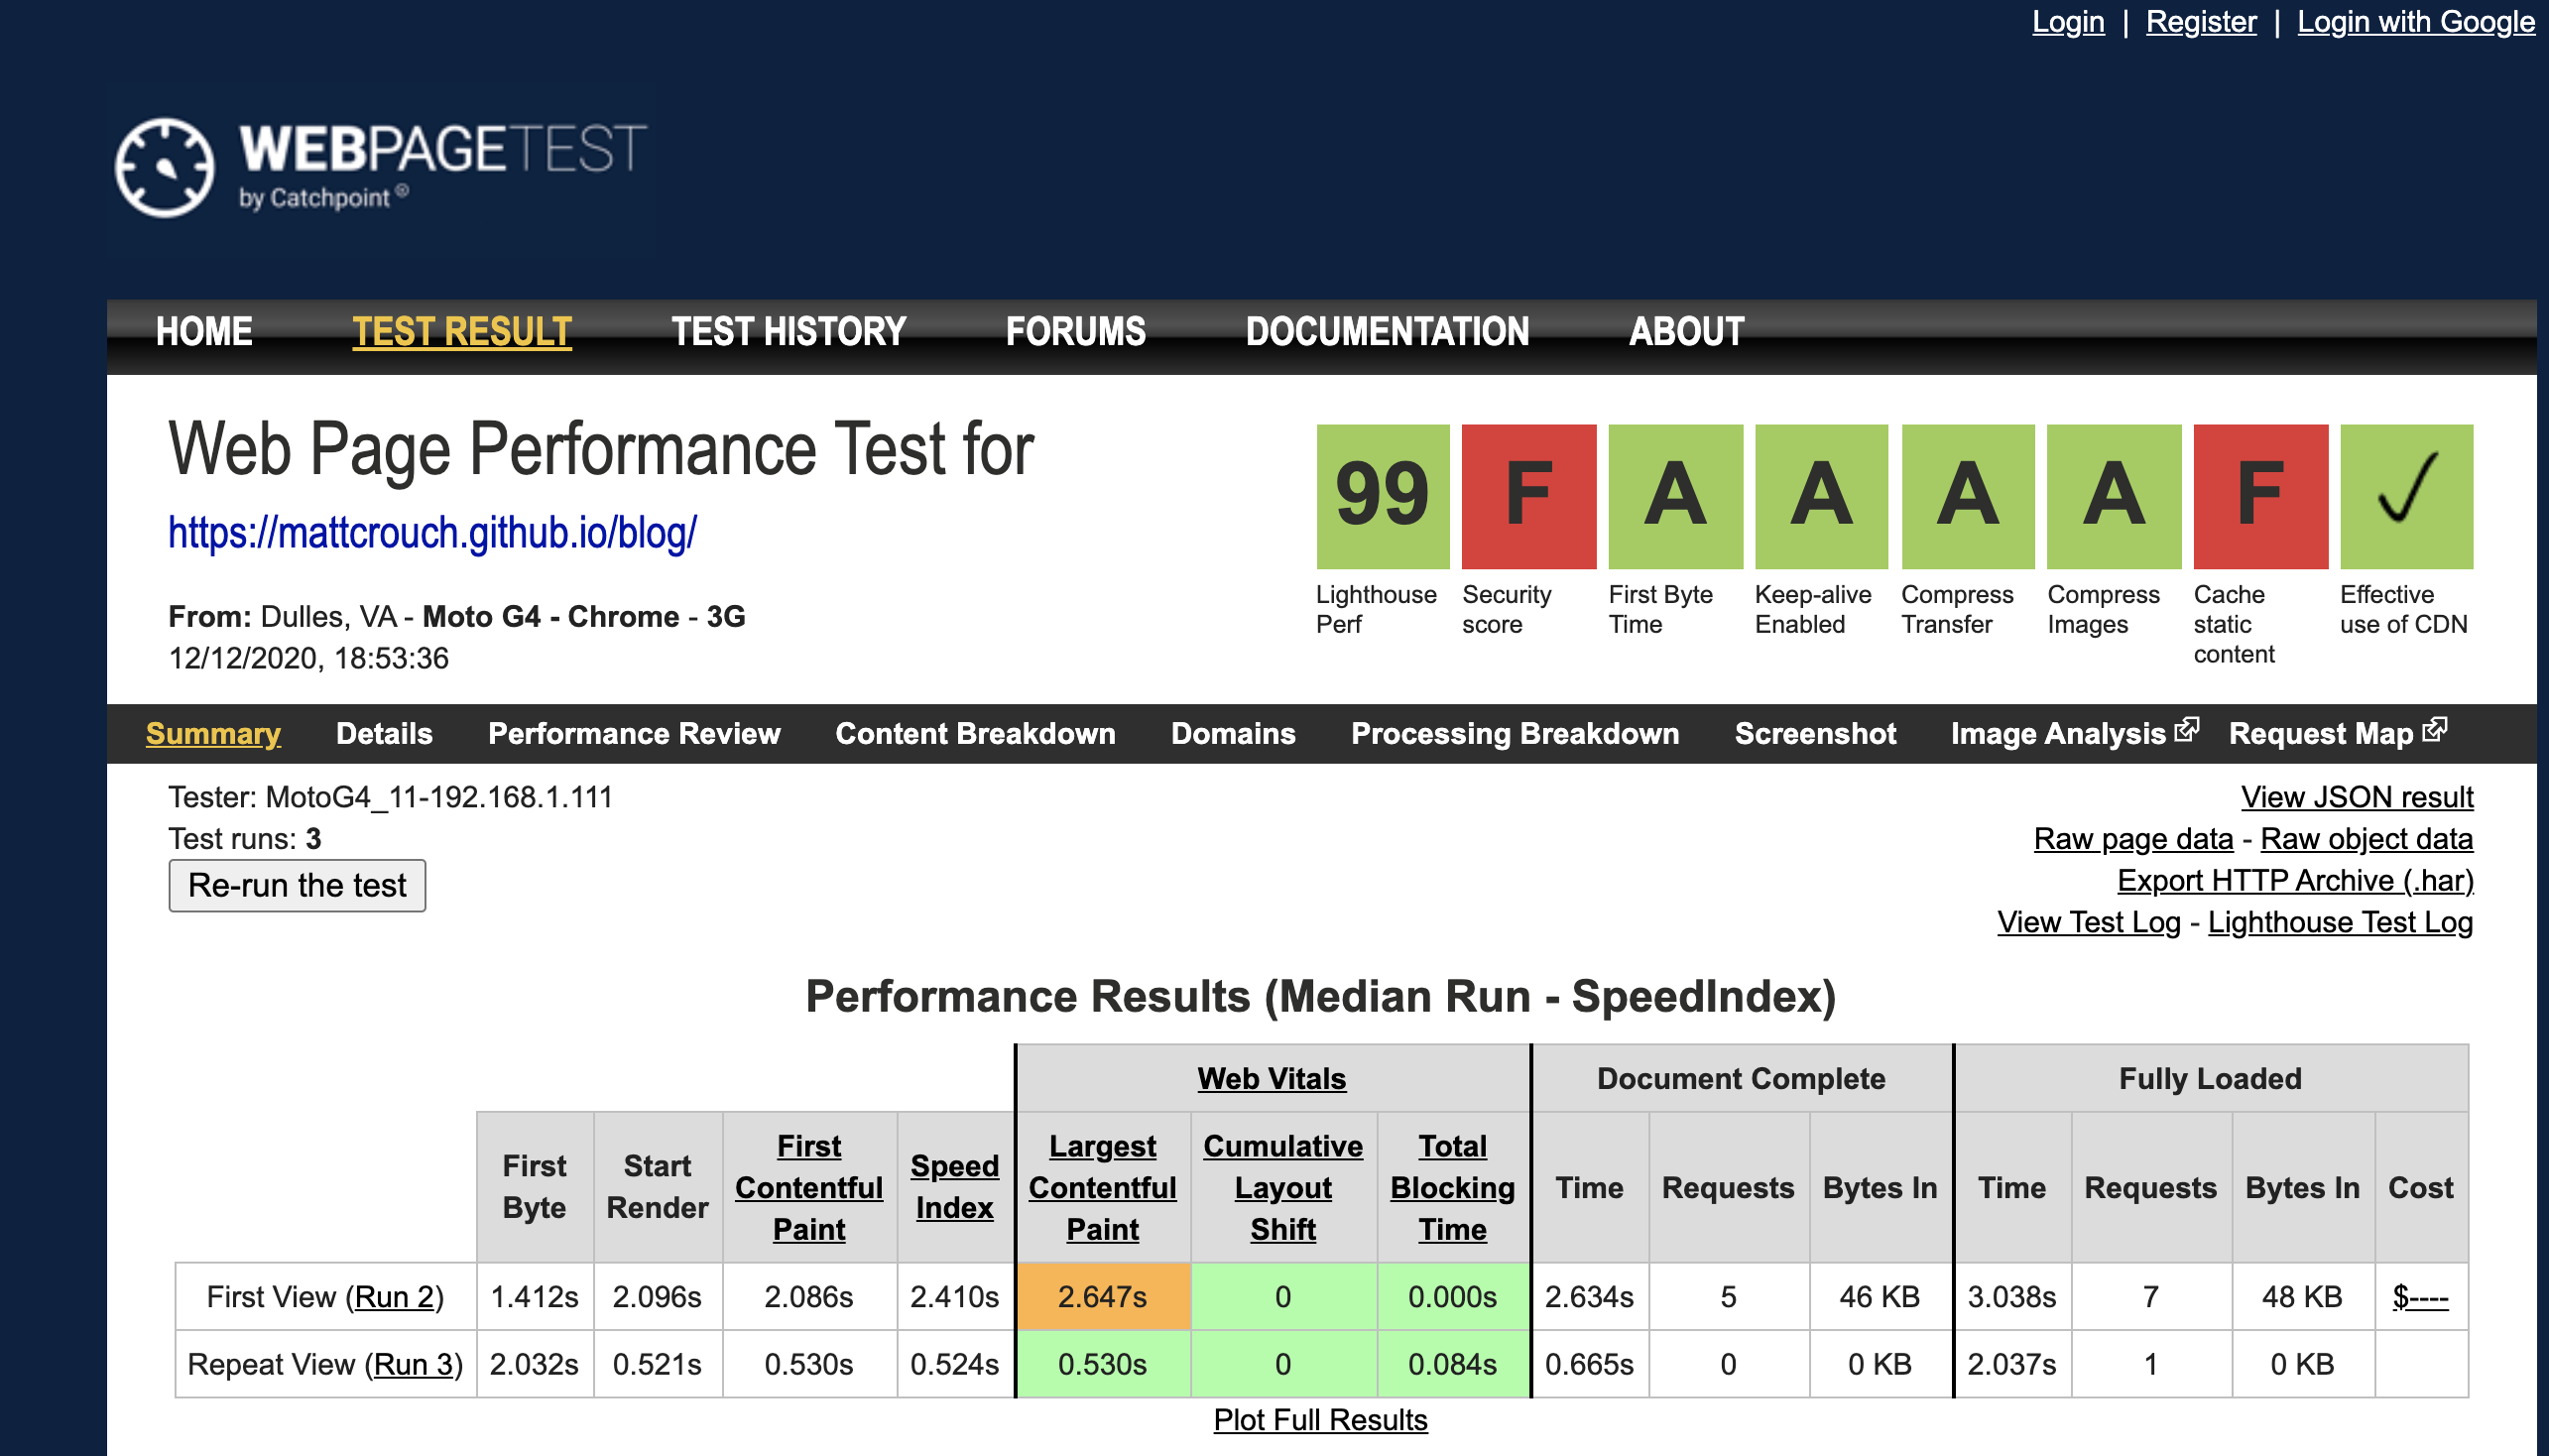 Login | Register | Login with Google
WEBPAGETEST
by Catchpoint®
HOME TEST RESULT TEST HISTORY FORUMS DOCUMENTATION ABOUT
Web Page Performance Test for
https://mattcrouch.github.io/blog/
From: Dulles, VA - Moto G4 - Chrome - 3G
12/12/2020, 18:53:36
99 F A A A A F ✓
Lighthouse Perf Security score First Byte Time Keep-alive Enabled Compress Transfer Compress Images Cache static content Effective use of CDN
Summary Details Performance Review Content Breakdown Domains Processing Breakdown Screenshot Image Analysis Request Map
Tester: MotoG4_11-192.168.1.111
Test runs: 3
Re-run the test
View JSON result
Raw page data - Raw object data
Export HTTP Archive (.har)
View Test Log - Lighthouse Test Log
Performance Results (Median Run - SpeedIndex)
Web Vitals Document Complete Fully Loaded
First Byte Start Render First Contentful Paint Speed Index Largest Contentful Paint Cumulative Layout Shift Total Blocking Time Time Requests Bytes In Time Requests Bytes In Cost
First View (Run 2) 1.412s 2.096s 2.086s 2.410s 2.647s 0 0.000s 2.634s 5 46 KB 3.038s 7 48 KB $----
Repeat View (Run 3) 2.032s 0.521s 0.530s 0.524s 0.530s 0 0.084s 0.665s 0 0 KB 2.037s 1 0 KB
Plot Full Results